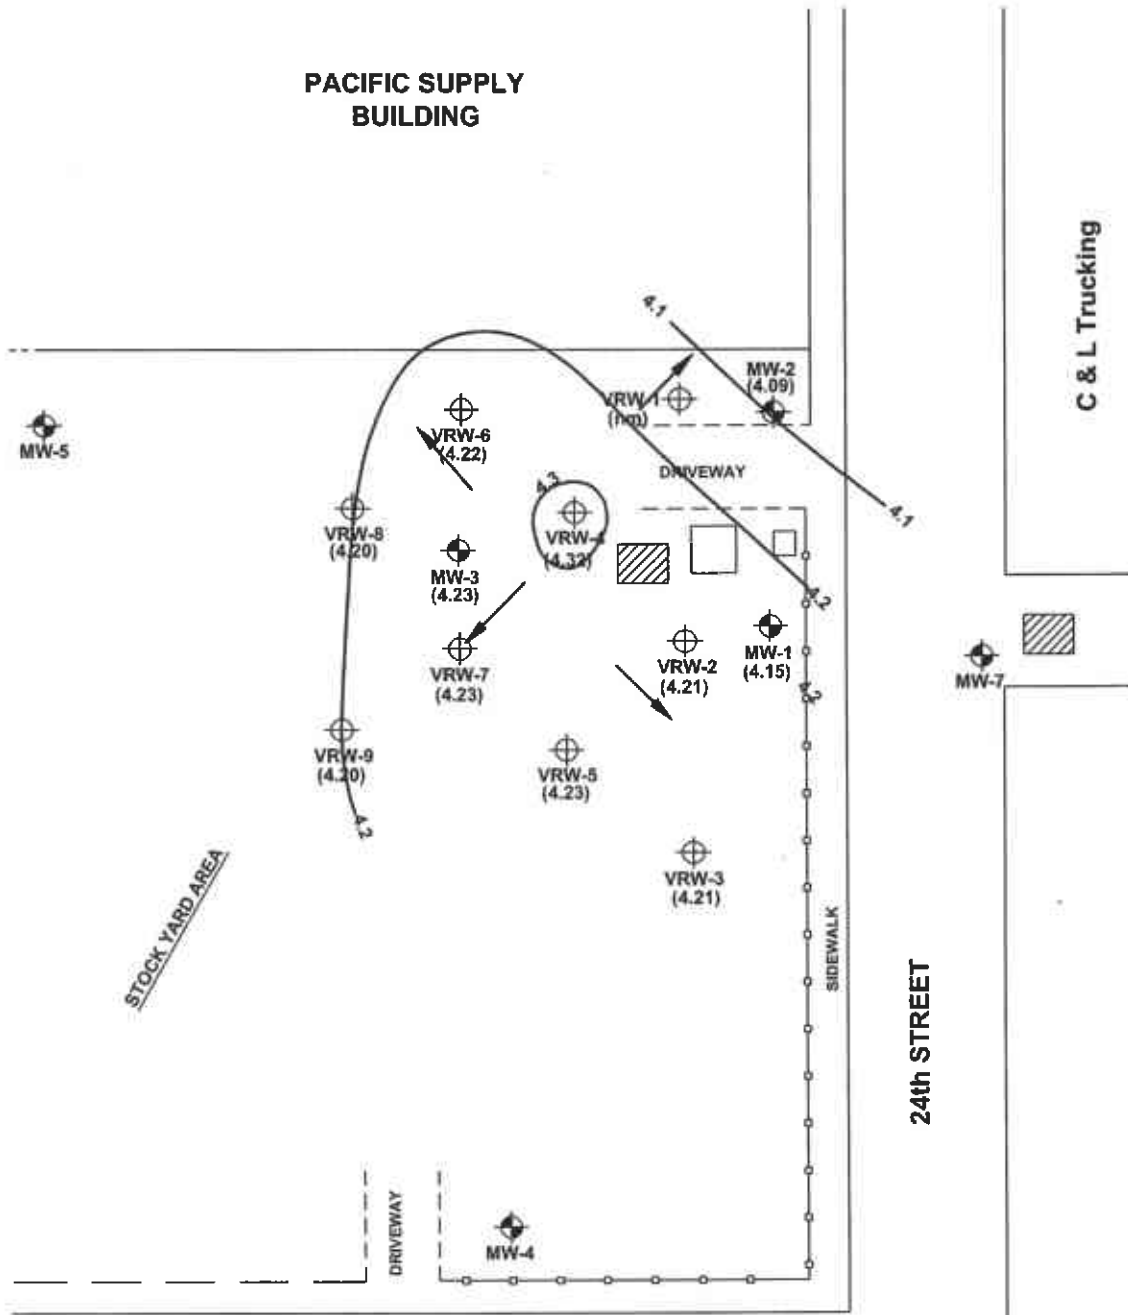 PACIFIC SUPPLY
BUILDING
C & L Trucking
4.1
MW-2
(4.09)
VRW-1
(nm)
MW-5
VRW-6
(4.22)
DRIVEWAY
4.3
4.1
VRW-8
(4.20)
VRW-4
(4.32)
MW-3
(4.23)
4.2
VRW-7
(4.23)
VRW-2
(4.21)
MW-1
(4.15)
MW-7
4.2
VRW-9
(4.20)
VRW-5
(4.23)
4.2
VRW-3
(4.21)
STOCK YARD AREA
SIDEWALK
24th STREET
DRIVEWAY
MW-4